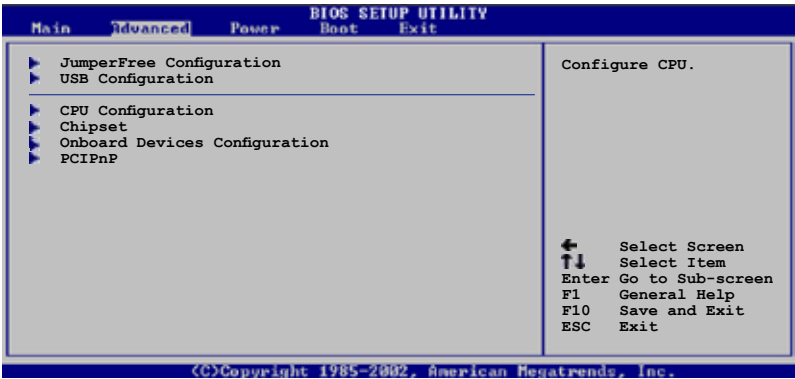 BIOS SETUP UTILITY
Main Advanced Power Boot Exit
JumperFree Configuration
USB Configuration
CPU Configuration
Chipset
Onboard Devices Configuration
PCIPnP
Configure CPU.
← Select Screen
↑↓ Select Item
Enter Go to Sub-screen
F1 General Help
F10 Save and Exit
ESC Exit
(C)Copyright 1985-2002, American Megatrends, Inc.